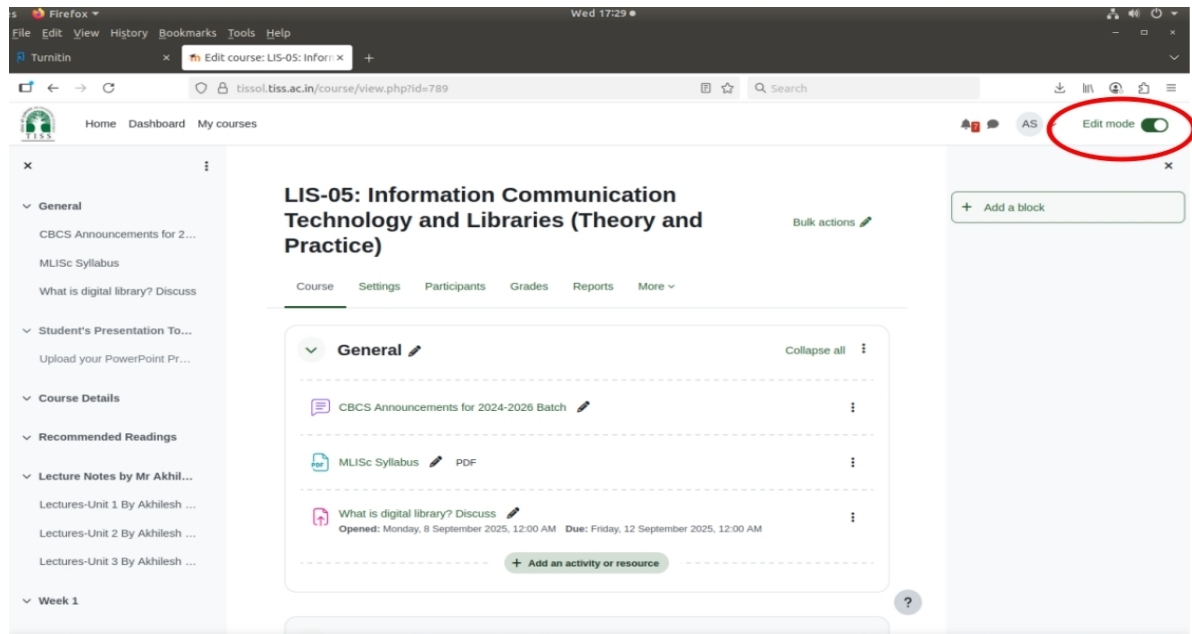 s Firefox Wed 17:29
File Edit View History Bookmarks Tools Help
Turnitin × Edit course: LIS-05: Inform × +
tissol.tiss.ac.in/course/view.php?id=789 Search
TISS Home Dashboard My courses 7 AS Edit mode
General
CBCS Announcements for 2...
MLISc Syllabus
What is digital library? Discuss
Student's Presentation To...
Upload your PowerPoint Pr...
Course Details
Recommended Readings
Lecture Notes by Mr Akhil...
Lectures-Unit 1 By Akhilesh ...
Lectures-Unit 2 By Akhilesh ...
Lectures-Unit 3 By Akhilesh ...
Week 1
LIS-05: Information Communication
Technology and Libraries (Theory and
Practice)
Bulk actions
Course Settings Participants Grades Reports More
General Collapse all
CBCS Announcements for 2024-2026 Batch
PDF MLISc Syllabus PDF
What is digital library? Discuss
Opened: Monday, 8 September 2025, 12:00 AM Due: Friday, 12 September 2025, 12:00 AM
+ Add an activity or resource
?
+ Add a block